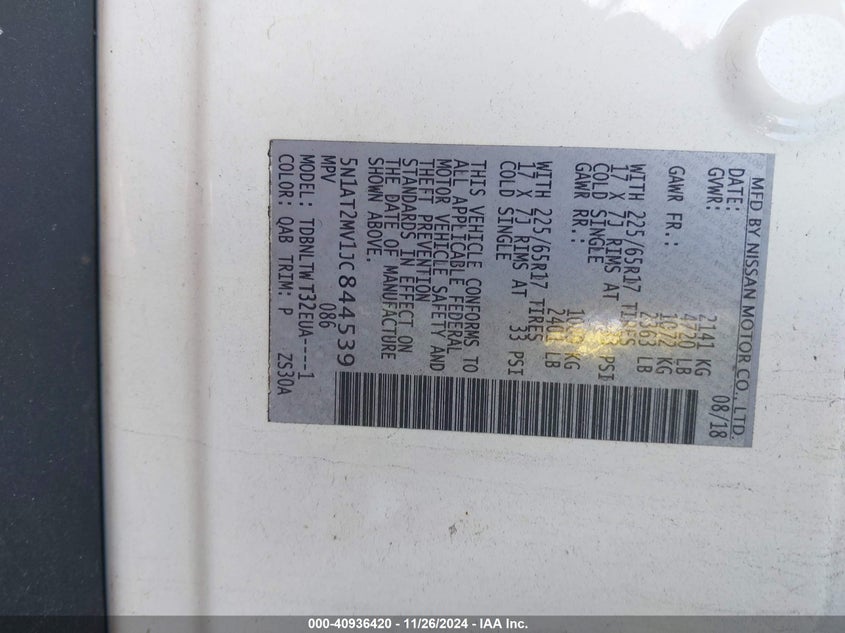 MFD BY NISSAN MOTOR CO., LTD.
DATE: 08/18
GVWR: 2141 KG
4720 LB
GAWR FR.: 1072 KG
2363 LB
WITH 225/65R17 TIRES
17 X 7J RIMS AT PSI
COLD SINGLE
GAWR RR.: KG
LB
WITH 225/65R17 TIRES
17 X 7J RIMS AT 33 PSI
COLD SINGLE
THIS VEHICLE CONFORMS TO
ALL APPLICABLE FEDERAL
MOTOR VEHICLE SAFETY AND
THEFT PREVENTION
STANDARDS IN EFFECT ON
THE DATE OF MANUFACTURE
SHOWN ABOVE.
5N1AT2MV1JC844539
MPV 086
MODEL: TDBNLTWT32EUA----1
COLOR: QAB TRIM: P ZS30A
000-40936420 - 11/26/2024 - IAA Inc.